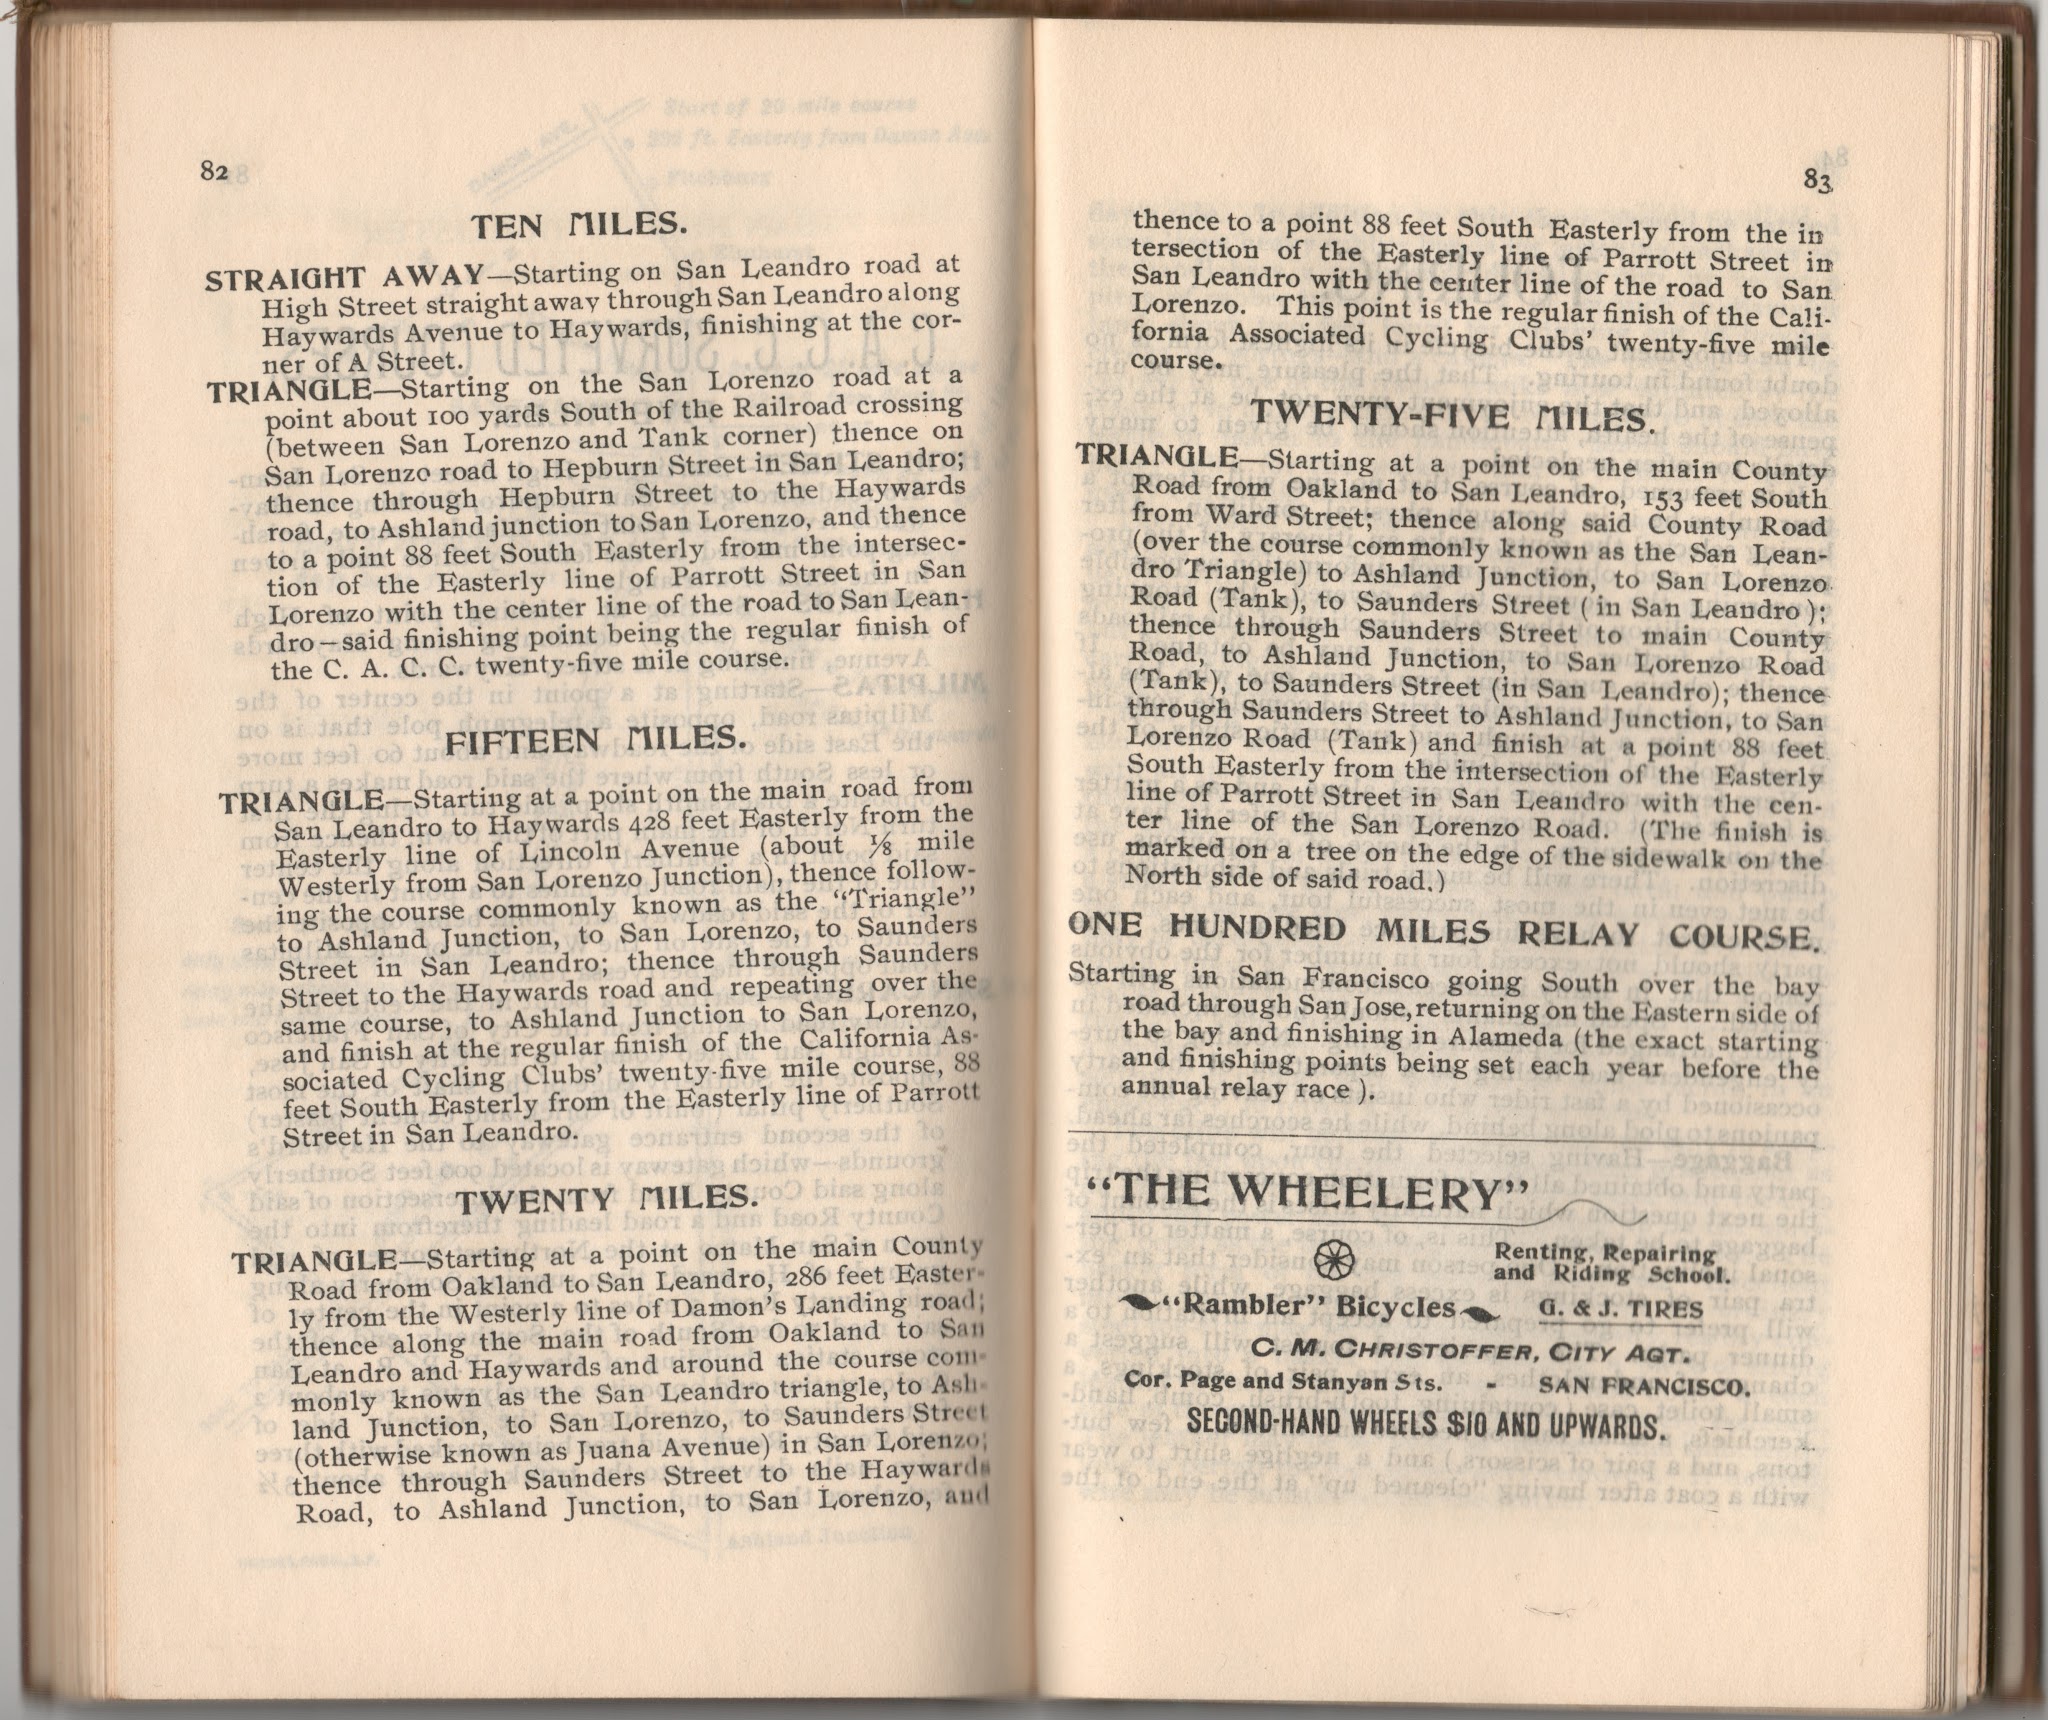 82
TEN MILES.
STRAIGHT AWAY—Starting on San Leandro road at
High Street straight away through San Leandro along
Haywards Avenue to Haywards, finishing at the cor-
ner of A Street.
TRIANGLE—Starting on the San Lorenzo road at a
point about 100 yards South of the Railroad crossing
(between San Lorenzo and Tank corner) thence on
San Lorenzo road to Hepburn Street in San Leandro;
thence through Hepburn Street to the Haywards
road, to Ashland junction to San Lorenzo, and thence
to a point 88 feet South Easterly from the intersec-
tion of the Easterly line of Parrott Street in San
Lorenzo with the center line of the road to San Lean-
dro—said finishing point being the regular finish of
the C. A. C. C. twenty-five mile course.
FIFTEEN MILES.
TRIANGLE—Starting at a point on the main road from
San Leandro to Haywards 428 feet Easterly from the
Easterly line of Lincoln Avenue (about ⅛ mile
Westerly from San Lorenzo Junction), thence follow-
ing the course commonly known as the "Triangle"
to Ashland Junction, to San Lorenzo, to Saunders
Street in San Leandro; thence through Saunders
Street to the Haywards road and repeating over the
same course, to Ashland Junction to San Lorenzo,
and finish at the regular finish of the California As-
sociated Cycling Clubs' twenty-five mile course, 88
feet South Easterly from the Easterly line of Parrott
Street in San Leandro.
TWENTY MILES.
TRIANGLE—Starting at a point on the main County
Road from Oakland to San Leandro, 286 feet Easter-
ly from the Westerly line of Damon's Landing road;
thence along the main road from Oakland to San
Leandro and Haywards and around the course com-
monly known as the San Leandro triangle, to Ash-
land Junction, to San Lorenzo, to Saunders Street
(otherwise known as Juana Avenue) in San Lorenzo;
thence through Saunders Street to the Haywards
Road, to Ashland Junction, to San Lorenzo, and
83
thence to a point 88 feet South Easterly from the in
tersection of the Easterly line of Parrott Street in
San Leandro with the center line of the road to San
Lorenzo. This point is the regular finish of the Cali-
fornia Associated Cycling Clubs' twenty-five mile
course.
TWENTY-FIVE MILES.
TRIANGLE—Starting at a point on the main County
Road from Oakland to San Leandro, 153 feet South
from Ward Street; thence along said County Road
(over the course commonly known as the San Lean-
dro Triangle) to Ashland Junction, to San Lorenzo
Road (Tank), to Saunders Street (in San Leandro);
thence through Saunders Street to main County
Road, to Ashland Junction, to San Lorenzo Road
(Tank), to Saunders Street (in San Leandro); thence
through Saunders Street to Ashland Junction, to San
Lorenzo Road (Tank) and finish at a point 88 feet
South Easterly from the intersection of the Easterly
line of Parrott Street in San Leandro with the cen-
ter line of the San Lorenzo Road. (The finish is
marked on a tree on the edge of the sidewalk on the
North side of said road.)
ONE HUNDRED MILES RELAY COURSE.
Starting in San Francisco going South over the bay
road through San Jose, returning on the Eastern side of
the bay and finishing in Alameda (the exact starting
and finishing points being set each year before the
annual relay race).
"THE WHEELERY"
Renting, Repairing
and Riding School.
"Rambler" Bicycles
G. & J. TIRES
C. M. CHRISTOFFER, CITY AGT.
Cor. Page and Stanyan Sts. - SAN FRANCISCO.
SECOND-HAND WHEELS $10 AND UPWARDS.